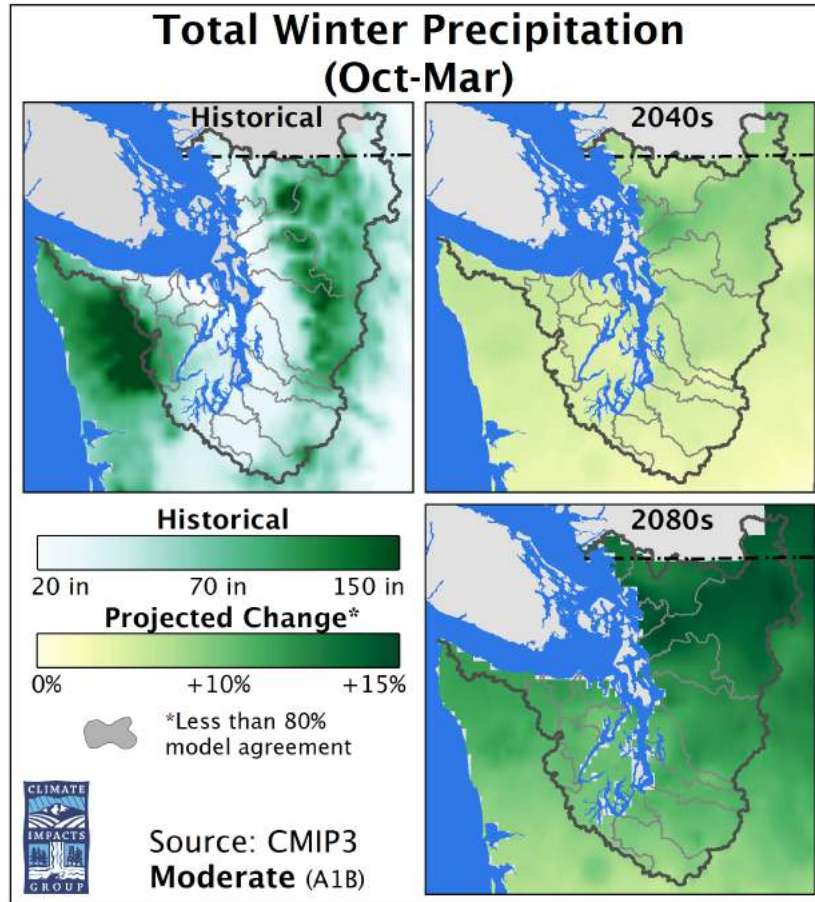 Total Winter Precipitation
(Oct-Mar)
Historical
2040s
Historical
20 in 70 in 150 in
Projected Change*
0% +10% +15%
*Less than 80%
model agreement
2080s
CLIMATE
IMPACTS
GROUP
Source: CMIP3
Moderate (A1B)